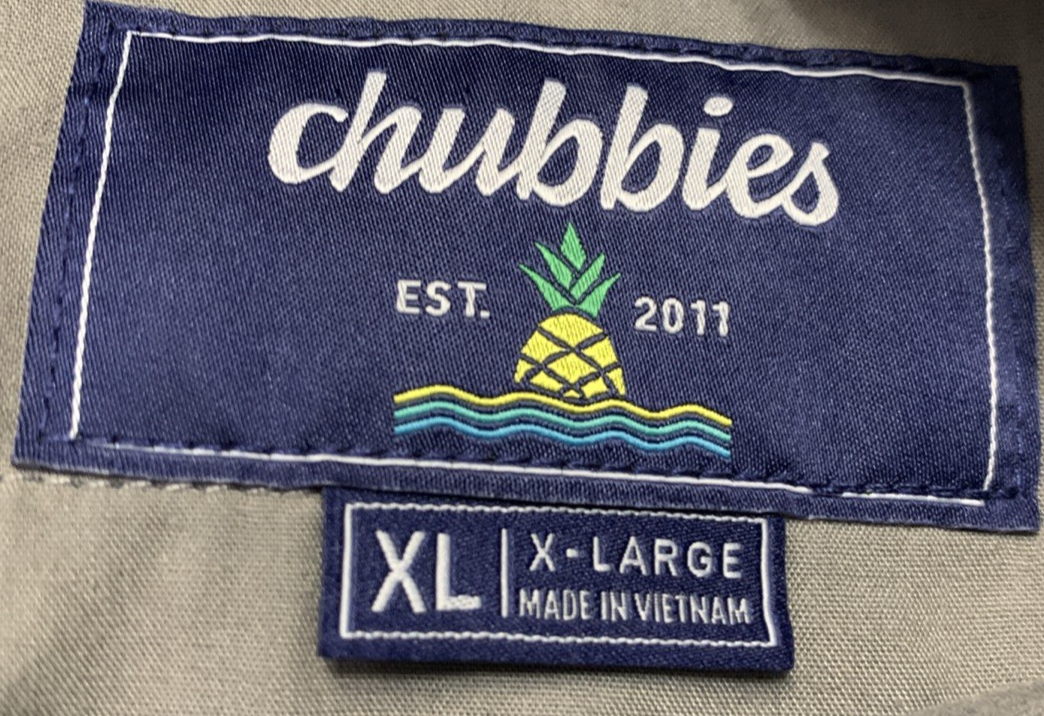 chubbies
EST. 2011
XL
X-LARGE
MADE IN VIETNAM